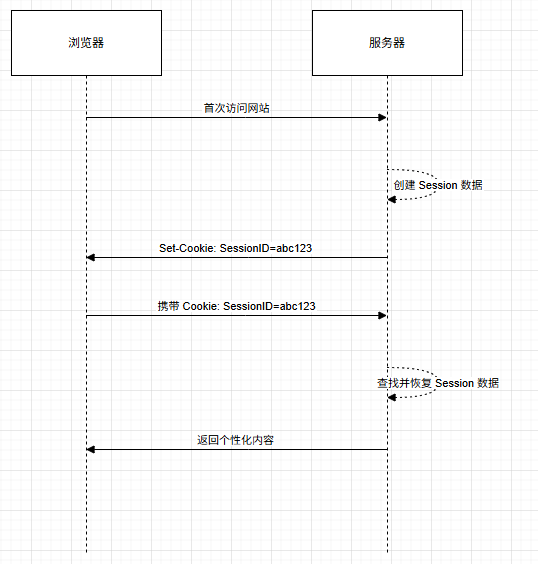 浏览器
服务器
首次访问网站
创建 Session 数据
Set-Cookie: SessionID=abc123
携带 Cookie: SessionID=abc123
查找并恢复 Session 数据
返回个性化内容